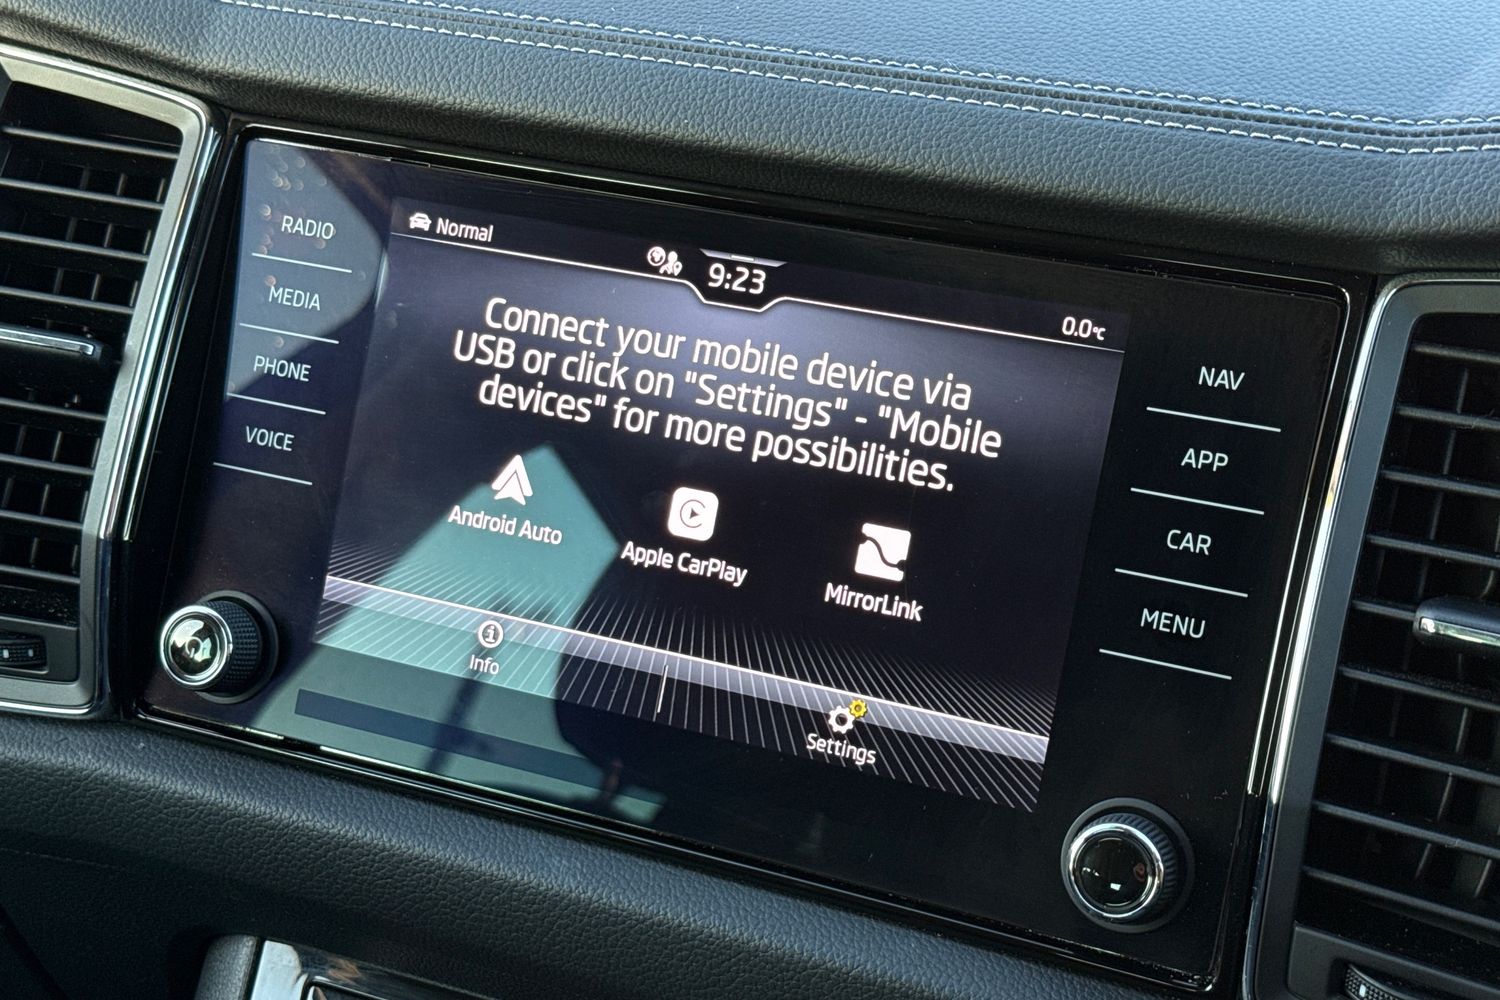 RADIO
MEDIA
PHONE
VOICE
Normal
9:23
0.0°C
Connect your mobile device via
USB or click on "Settings" - "Mobile
devices" for more possibilities.
Android Auto
Apple CarPlay
MirrorLink
Info
Settings
NAV
APP
CAR
MENU